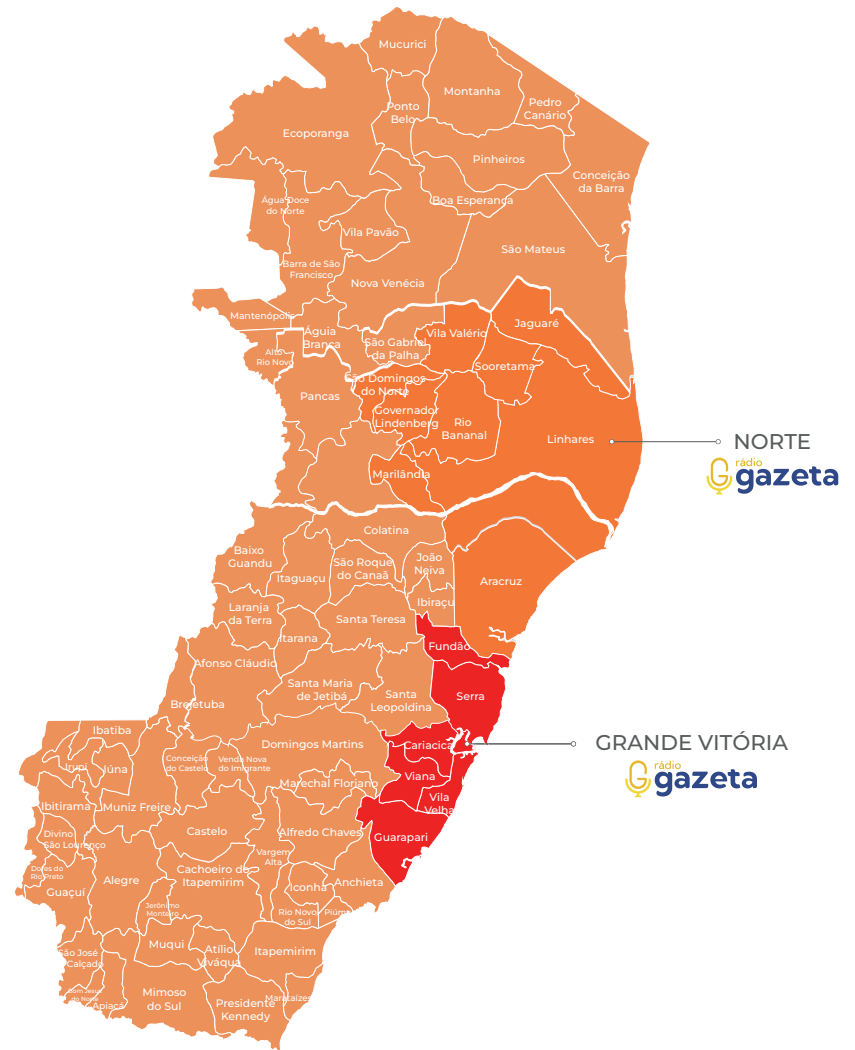 Mucurici
Montanha
Pedro
Canário
Ponto
Belo
Ecoporanga
Pinheiros
Conceição
da Barra
Boa Esperança
Água Doce
do Norte
Vila Pavão
São Mateus
Barra de São
Francisco
Nova Venécia
Mantenópolis
Águia
Branca
São Gabriel
da Palha
Vila Valério
Jaguaré
Alto
Rio Novo
Sooretama
São Domingos
do Norte
Pancas
Governador
Lindenberg
Rio
Bananal
Linhares
NORTE
rádio
gazeta
Marilândia
Colatina
Baixo
Guandu
Itaguaçu
São Roque
do Canaã
João
Neiva
Aracruz
Ibiraçu
Laranja
da Terra
Santa Teresa
Itarana
Fundão
Afonso Cláudio
Santa Maria
de Jetibá
Santa
Leopoldina
Serra
Brejetuba
Ibatiba
Domingos Martins
Cariacica
GRANDE VITÓRIA
rádio
gazeta
Conceição
do Castelo
Venda Nova
do Imigrante
Irupi
Iúna
Marechal Floriano
Viana
Vila
Velha
Ibitirama
Muniz Freire
Castelo
Alfredo Chaves
Guarapari
Divino
São Lourenço
Vargem
Alta
Dores do
Rio Preto
Guaçuí
Alegre
Cachoeiro de
Itapemirim
Iconha
Anchieta
Jerônimo
Monteiro
Rio Novo
do Sul
Piúma
Muqui
Atílio
Viváqua
Itapemirim
São José
Calçado
Bom Jesus
do Norte
Apiacá
Mimoso
do Sul
Presidente
Kennedy
Marataízes